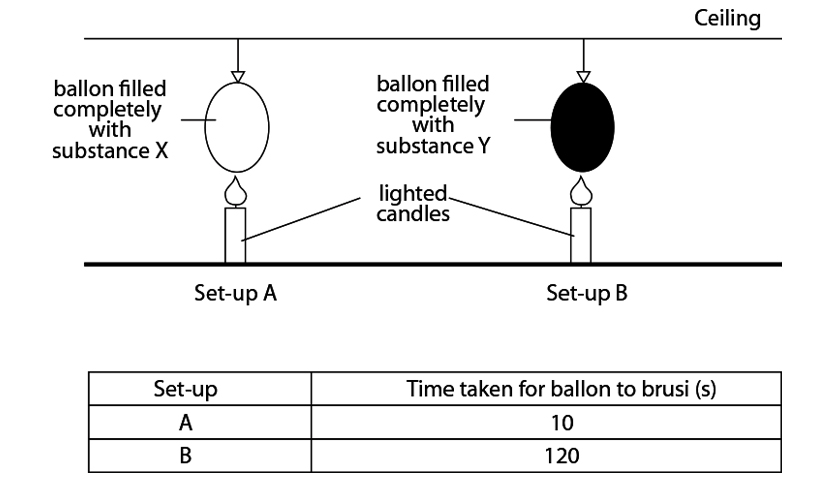 Ceiling
ballon filled
completely
with
substance X
ballon filled
completely
with
substance Y
lighted
candles
Set-up A
Set-up B
Set-up Time taken for ballon to brusi (s)
A 10
B 120